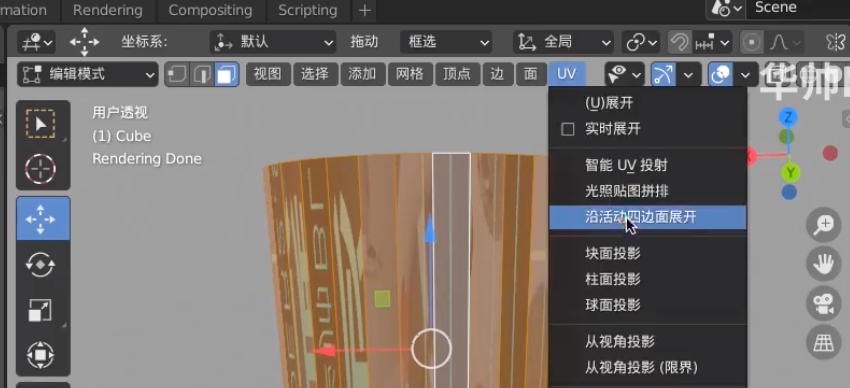 mation Rendering Compositing Scripting + Scene
坐标系: 默认 拖动 框选 全局
编辑模式 视图 选择 添加 网格 顶点 边 面 UV
华帅
用户透视
(1) Cube
Rendering Done
(U)展开
实时展开
智能 UV 投射
光照贴图拼排
沿活动四边面展开
块面投影
柱面投影
球面投影
从视角投影
从视角投影 (限界)
Z
Y